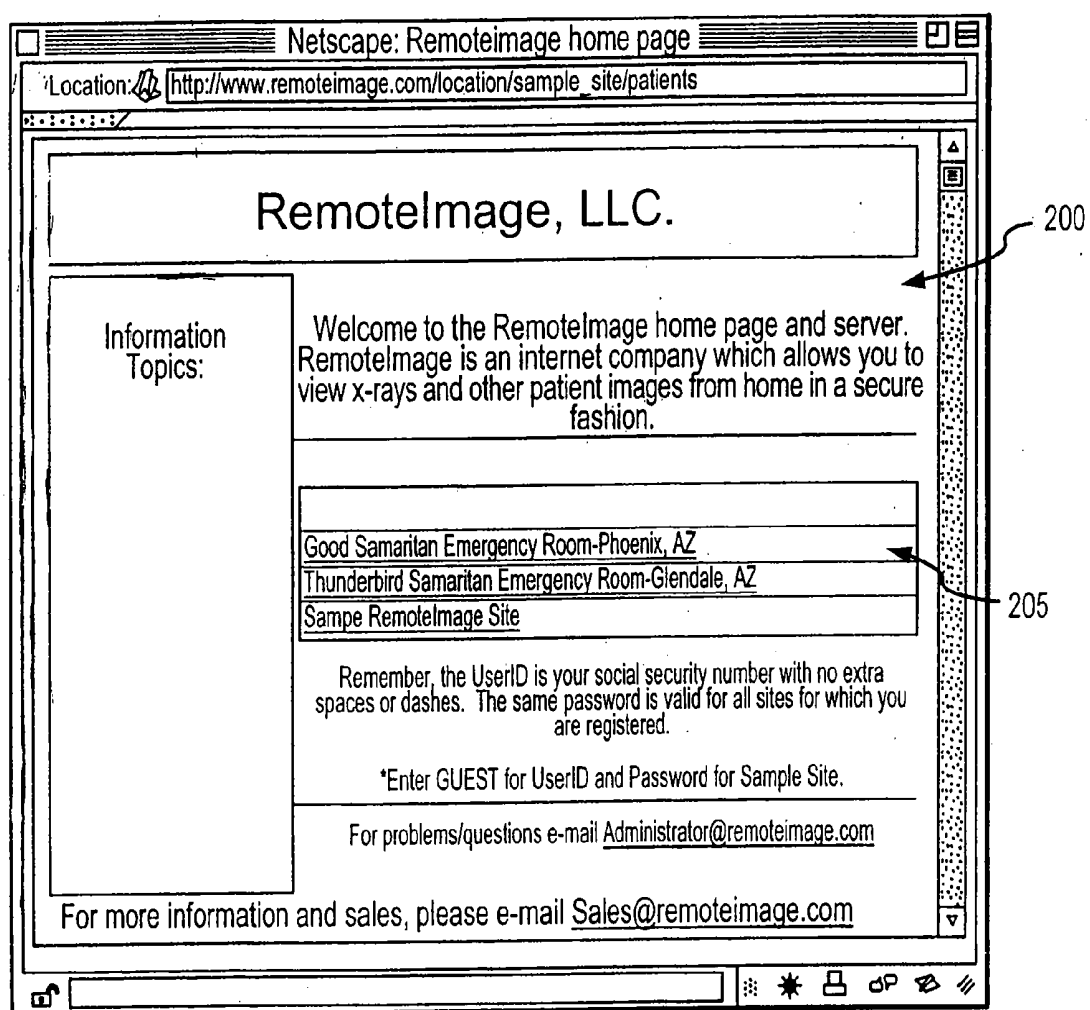 Netscape: Remoteimage home page
Location: http://www.remoteimage.com/location/sample_site/patients
RemoteImage, LLC.
200
Information
Topics:
Welcome to the RemoteImage home page and server.
RemoteImage is an internet company which allows you to
view x-rays and other patient images from home in a secure
fashion.
Good Samaritan Emergency Room-Phoenix, AZ
Thunderbird Samaritan Emergency Room-Glendale, AZ
Sampe RemoteImage Site
205
Remember, the UserID is your social security number with no extra
spaces or dashes. The same password is valid for all sites for which you
are registered.
*Enter GUEST for UserID and Password for Sample Site.
For problems/questions e-mail Administrator@remoteimage.com
For more information and sales, please e-mail Sales@remoteimage.com